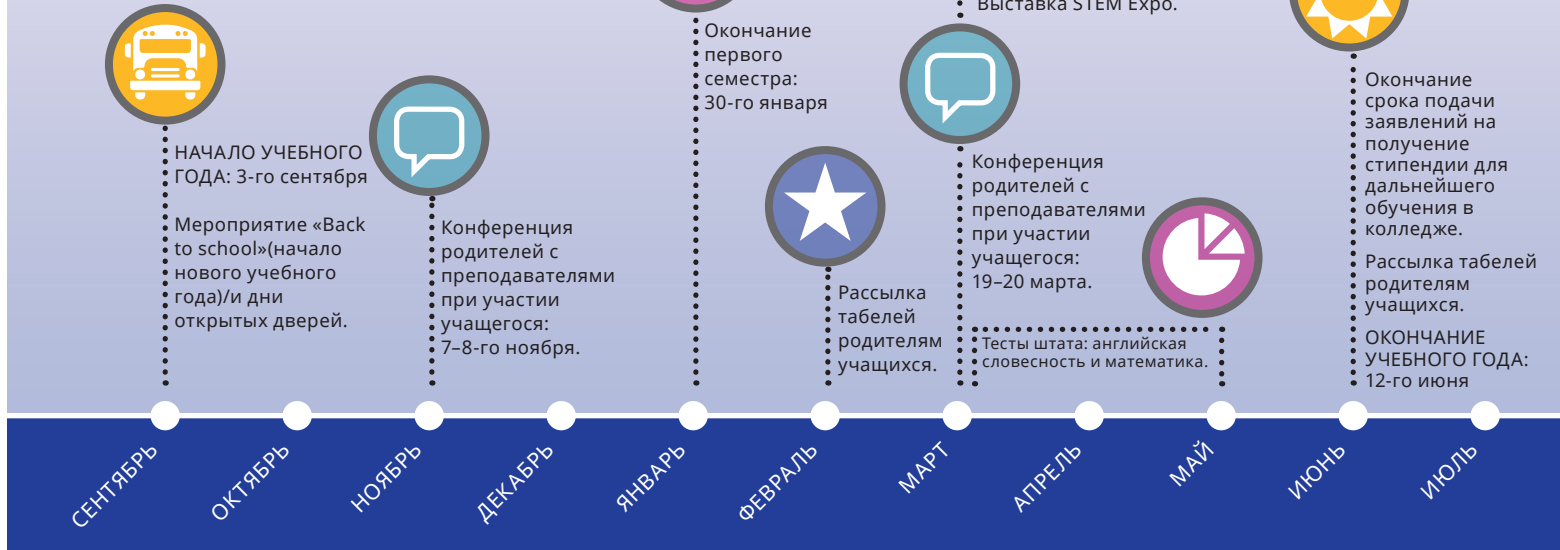 Выставка STEM Expo.
Окончание
первого
семестра:
30-го января
НАЧАЛО УЧЕБНОГО
ГОДА: 3-го сентября
Мероприятие «Back
to school»(начало
нового учебного
года)/и дни
открытых дверей.
Конференция
родителей с
преподавателями
при участии
учащегося:
7–8-го ноября.
Рассылка
табелей
родителям
учащихся.
Конференция
родителей с
преподавателями
при участии
учащегося:
19–20 марта.
Тесты штата: английская
словесность и математика.
Окончание
срока подачи
заявлений на
получение
стипендии для
дальнейшего
обучения в
колледже.
Рассылка табелей
родителям
учащихся.
ОКОНЧАНИЕ
УЧЕБНОГО ГОДА:
12-го июня
СЕНТЯБРЬ
ОКТЯБРЬ
НОЯБРЬ
ДЕКАБРЬ
ЯНВАРЬ
ФЕВРАЛЬ
МАРТ
АПРЕЛЬ
МАЙ
ИЮНЬ
ИЮЛЬ